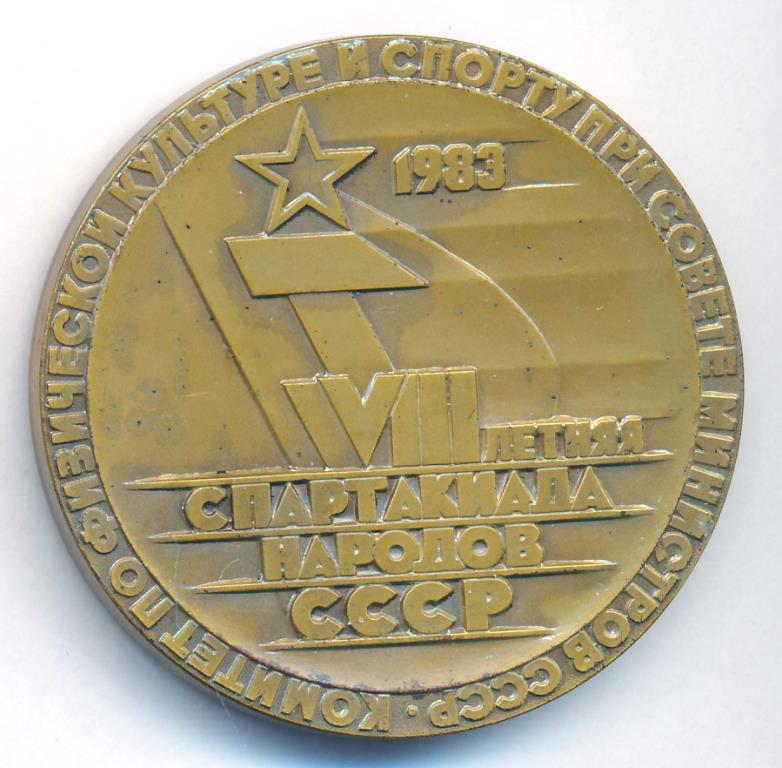 КОМИТЕТ ПО ФИЗИЧЕСКОЙ КУЛЬТУРЕ И СПОРТУ ПРИ СОВЕТЕ МИНИСТРОВ СССР ·
1983
VIII ЛЕТНЯЯ
СПАРТАКИАДА
НАРОДОВ
СССР